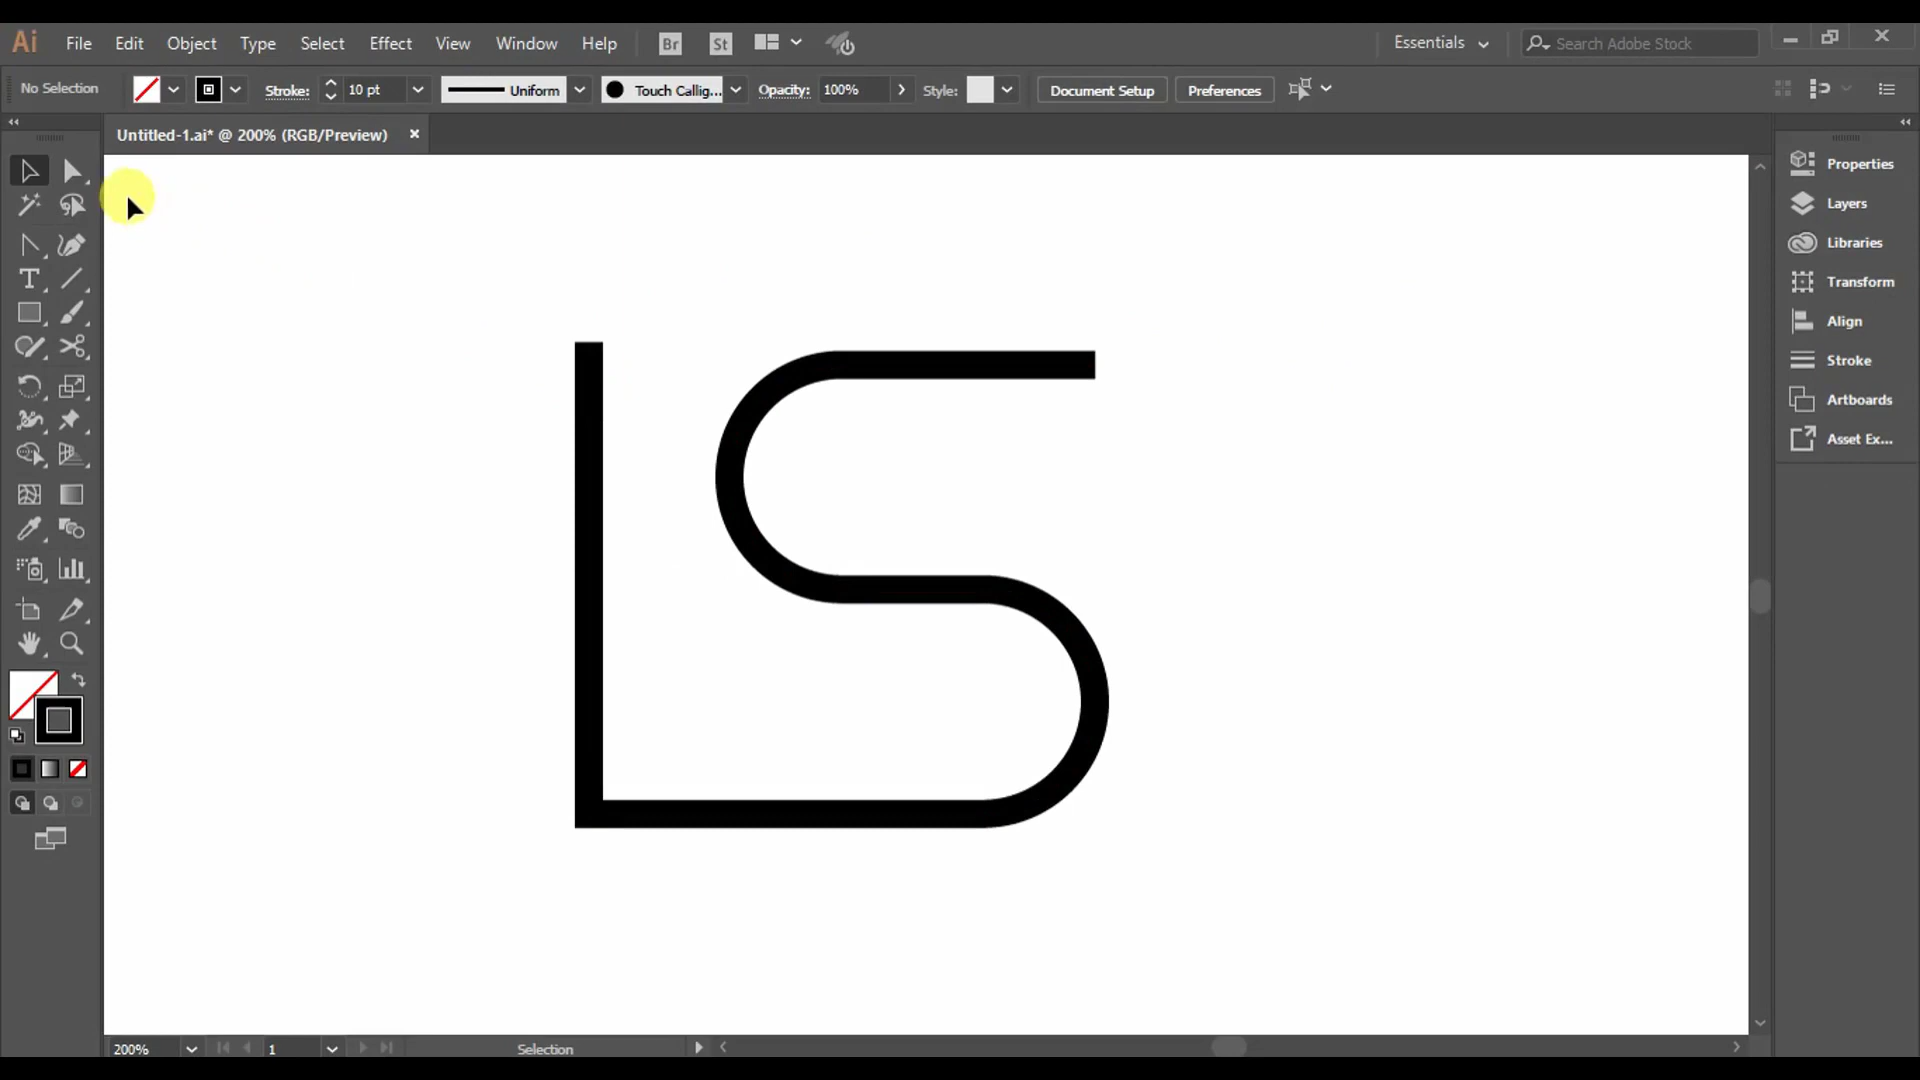 Ai File Edit Object Type Select Effect View Window Help Br St Essentials Search Adobe Stock
No Selection Stroke: 10 pt Uniform Touch Callig... Opacity: 100% Style: Document Setup Preferences
Untitled-1.ai* @ 200% (RGB/Preview)
Properties
Layers
Libraries
Transform
Align
Stroke
Artboards
Asset Ex...
LS
200% 1 Selection